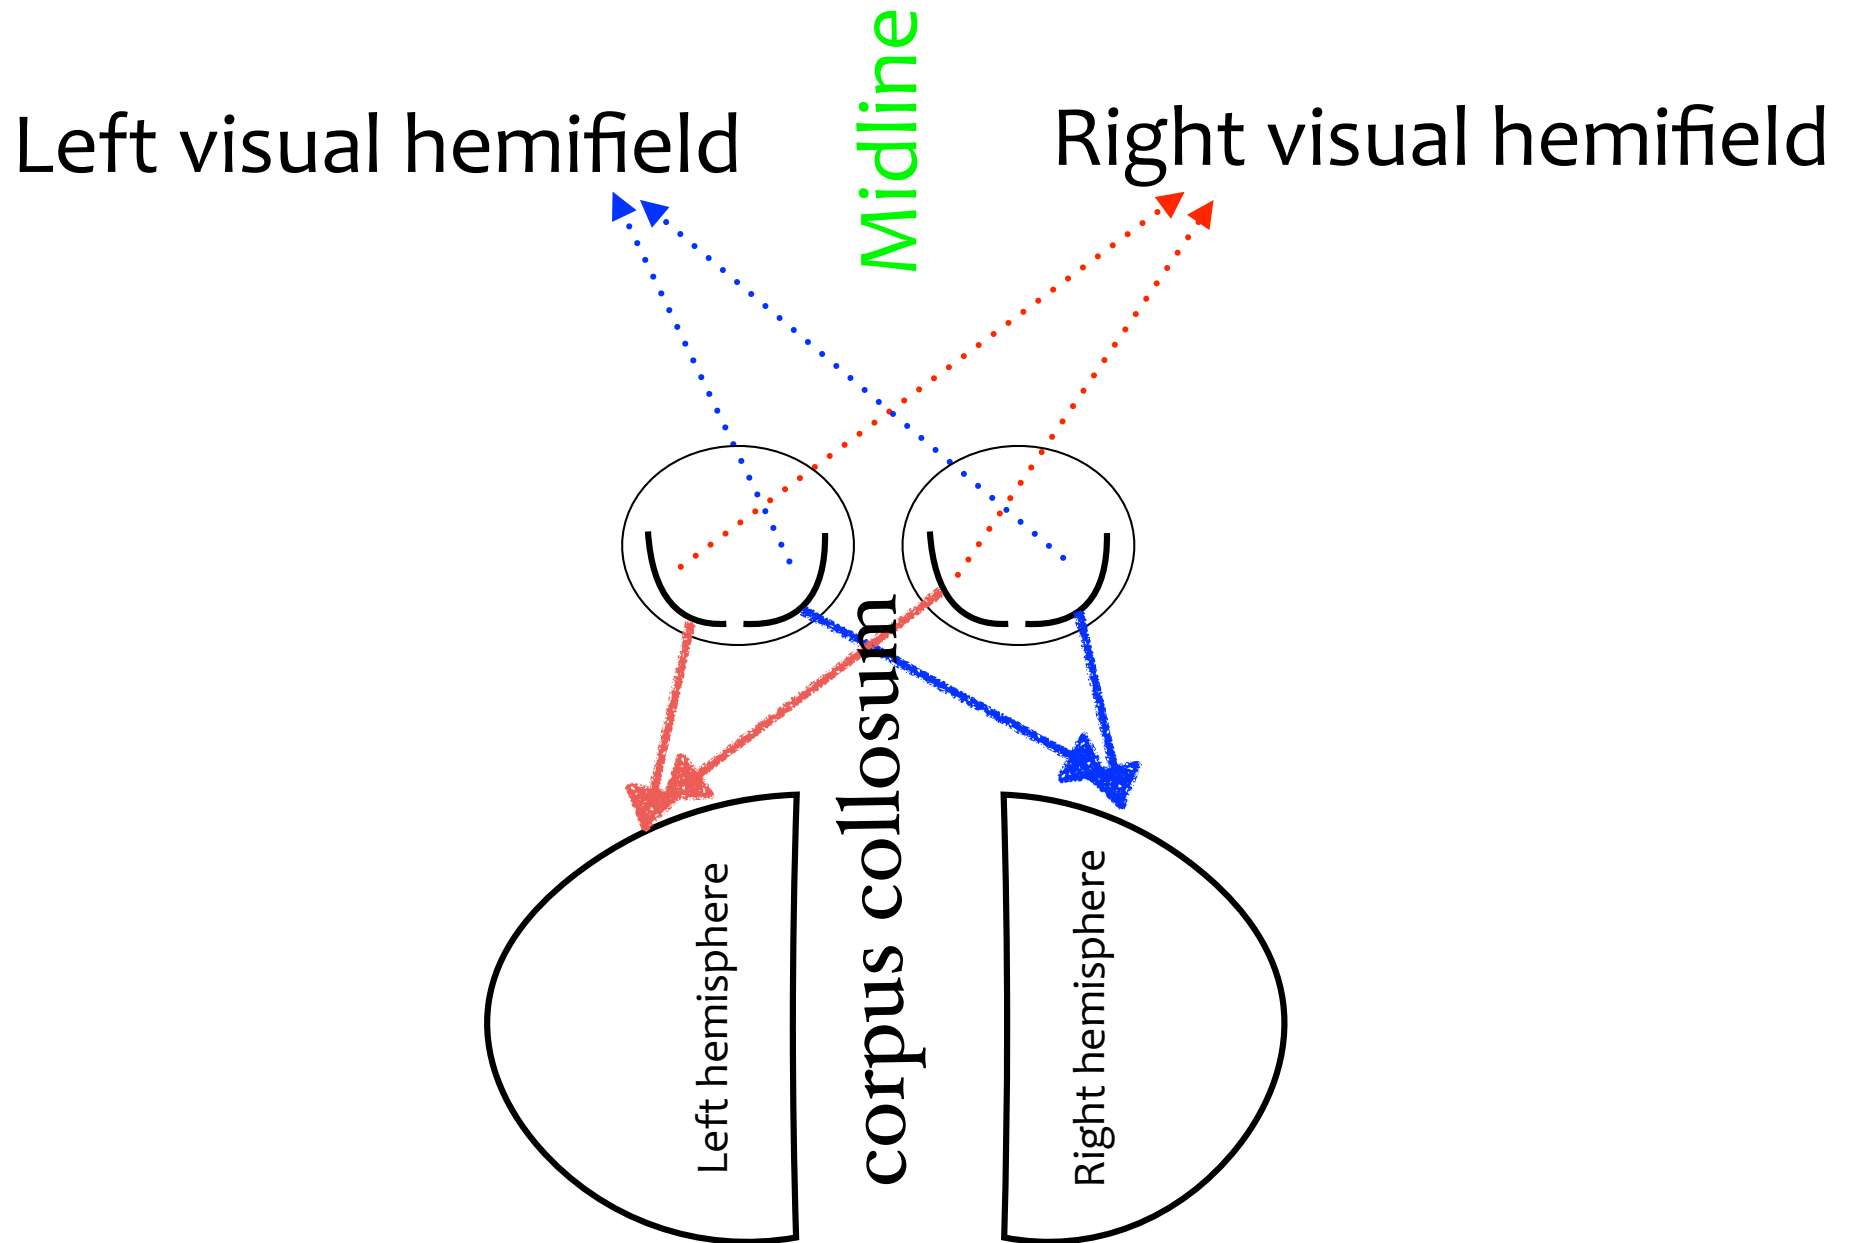 Midline
Left visual hemifield
Right visual hemifield
corpus collosum
Left hemisphere
Right hemisphere